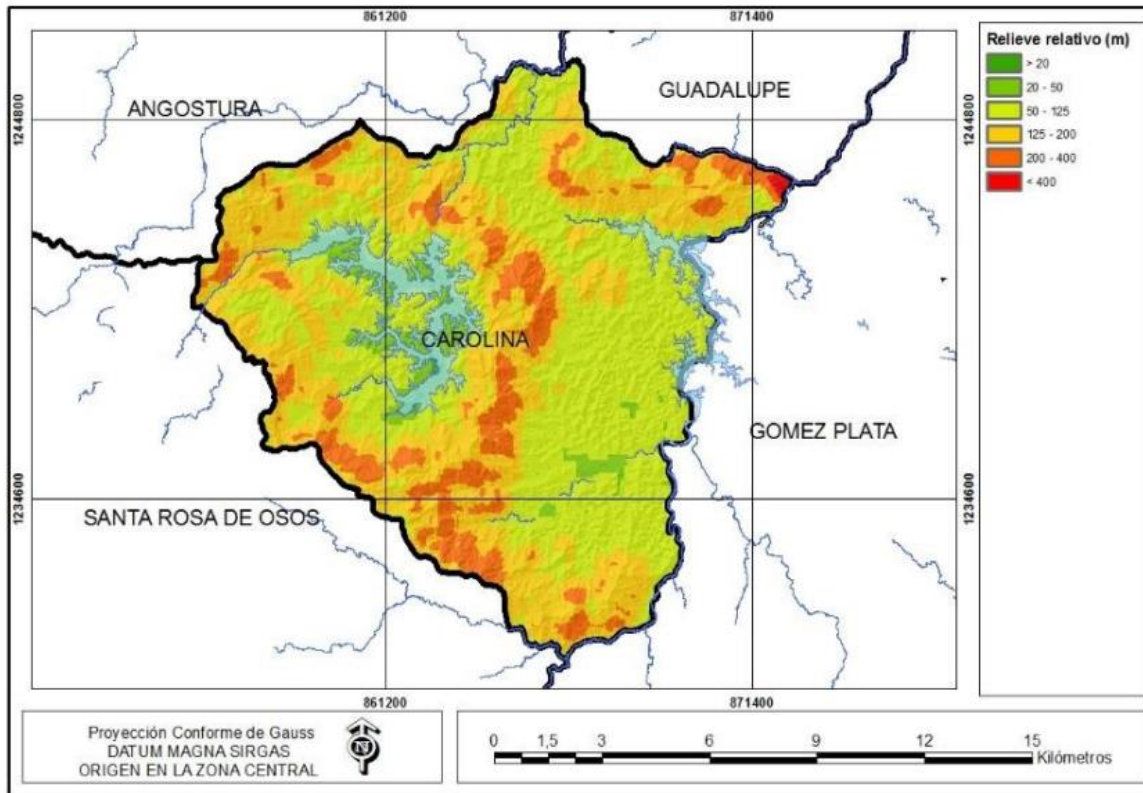 861200
871400
Relieve relativo (m)
> 20
20 - 50
50 - 125
125 - 200
200 - 400
< 400
ANGOSTURA
GUADALUPE
1244800
1244800
CAROLINA
GOMEZ PLATA
SANTA ROSA DE OSOS
1234600
1234600
861200
871400
Proyección Conforme de Gauss
DATUM MAGNA SIRGAS
ORIGEN EN LA ZONA CENTRAL
N
0 1,5 3 6 9 12 15
Kilómetros